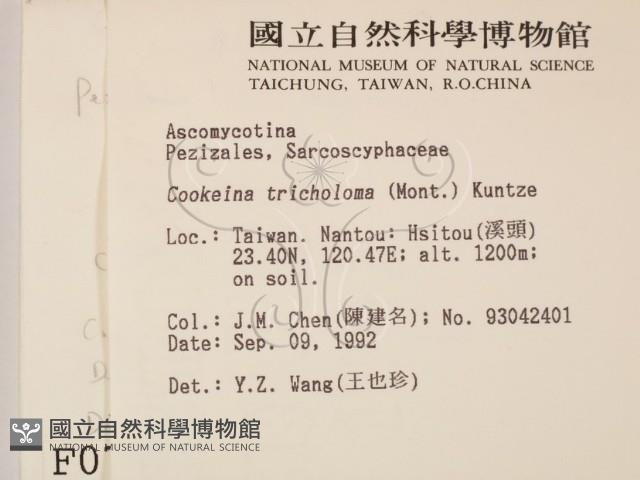 國立自然科學博物館
NATIONAL MUSEUM OF NATURAL SCIENCE
TAICHUNG, TAIWAN, R.O.CHINA
Ascomycotina
Pezizales, Sarcoscyphaceae
Cookeina tricholoma (Mont.) Kuntze
Loc.: Taiwan. Nantou: Hsitou(溪頭)
23.40N, 120.47E; alt. 1200m;
on soil.
Col.: J.M. Chen(陳建名); No. 93042401
Date: Sep. 09, 1992
Det.: Y.Z. Wang(王也珍)
國立自然科學博物館
NATIONAL MUSEUM OF NATURAL SCIENCE